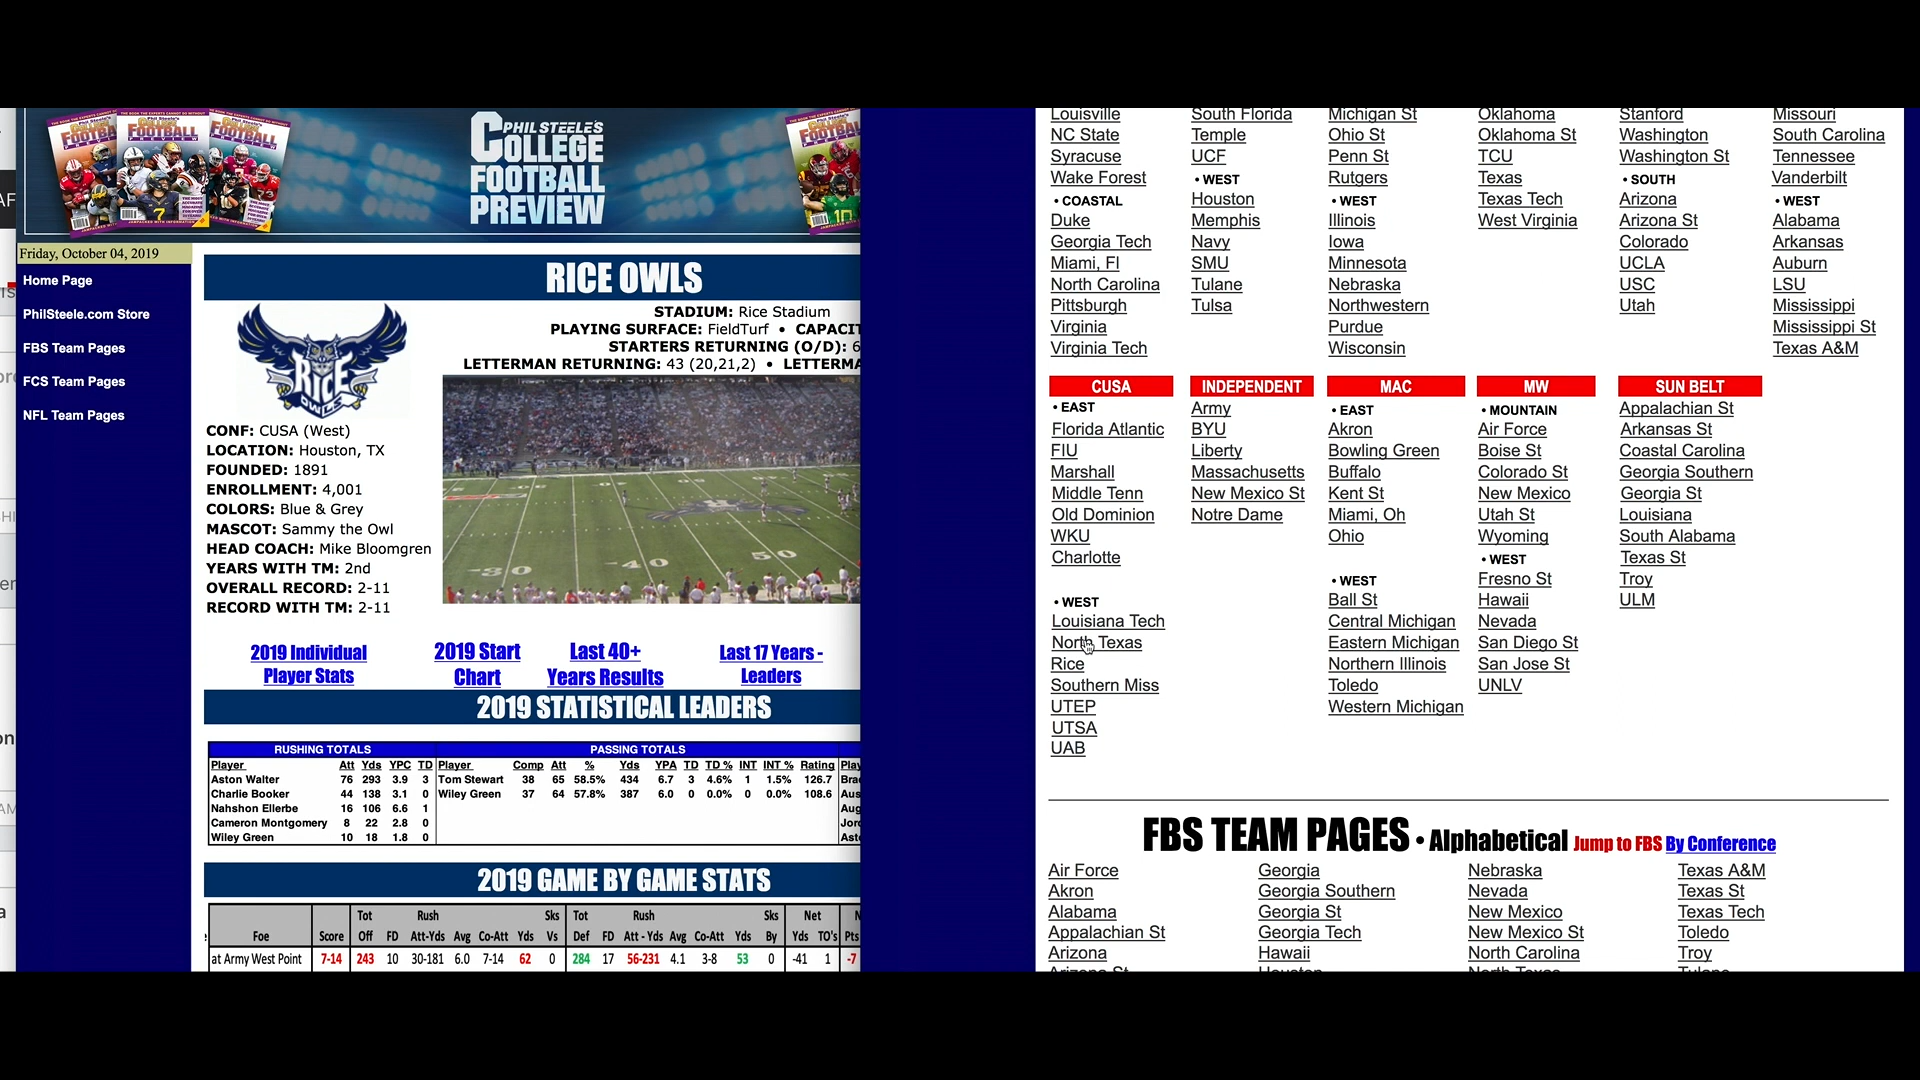 PHIL STEELE'S
COLLEGE
FOOTBALL
PREVIEW
Friday, October 04, 2019
Home Page
PhilSteele.com Store
FBS Team Pages
FCS Team Pages
NFL Team Pages
RICE OWLS
STADIUM: Rice Stadium
PLAYING SURFACE: FieldTurf • CAPACIT
STARTERS RETURNING (O/D): 6
LETTERMAN RETURNING: 43 (20,21,2) • LETTERMA
RICE
OWLS
CONF: CUSA (West)
LOCATION: Houston, TX
FOUNDED: 1891
ENROLLMENT: 4,001
COLORS: Blue & Grey
MASCOT: Sammy the Owl
HEAD COACH: Mike Bloomgren
YEARS WITH TM: 2nd
OVERALL RECORD: 2-11
RECORD WITH TM: 2-11
2019 Individual Player Stats
2019 Start Chart
Last 40+ Years Results
Last 17 Years - Leaders
2019 STATISTICAL LEADERS
RUSHING TOTALS PASSING TOTALS
Player Att Yds YPC TD Player Comp Att % Yds YPA TD TD % INT INT % Rating Play
Aston Walter 76 293 3.9 3 Tom Stewart 38 65 58.5% 434 6.7 3 4.6% 1 1.5% 126.7 Bra
Charlie Booker 44 138 3.1 0 Wiley Green 37 64 57.8% 387 6.0 0 0.0% 0 0.0% 108.6 Aus
Nahshon Ellerbe 16 106 6.6 1 Aug
Cameron Montgomery 8 22 2.8 0 Jor
Wiley Green 10 18 1.8 0 Ast
2019 GAME BY GAME STATS
Tot Rush Sks Tot Rush Sks Net N
Foe Score Off FD Att-Yds Avg Co-Att Yds Vs Def FD Att - Yds Avg Co-Att Yds By Yds TO's Pts
at Army West Point 7-14 243 10 30-181 6.0 7-14 62 0 284 17 56-231 4.1 3-8 53 0 -41 1 -7
Louisville South Florida Michigan St Oklahoma Stanford Missouri
NC State Temple Ohio St Oklahoma St Washington South Carolina
Syracuse UCF Penn St TCU Washington St Tennessee
Wake Forest • WEST Rutgers Texas • SOUTH Vanderbilt
• COASTAL Houston • WEST Texas Tech Arizona • WEST
Duke Memphis Illinois West Virginia Arizona St Alabama
Georgia Tech Navy Iowa Colorado Arkansas
Miami, Fl SMU Minnesota UCLA Auburn
North Carolina Tulane Nebraska USC LSU
Pittsburgh Tulsa Northwestern Utah Mississippi
Virginia Purdue Mississippi St
Virginia Tech Wisconsin Texas A&M
CUSA INDEPENDENT MAC MW SUN BELT
• EAST Army • EAST • MOUNTAIN Appalachian St
Florida Atlantic BYU Akron Air Force Arkansas St
FIU Liberty Bowling Green Boise St Coastal Carolina
Marshall Massachusetts Buffalo Colorado St Georgia Southern
Middle Tenn New Mexico St Kent St New Mexico Georgia St
Old Dominion Notre Dame Miami, Oh Utah St Louisiana
WKU Ohio Wyoming South Alabama
Charlotte • WEST Texas St
• WEST Fresno St Troy
• WEST Ball St Hawaii ULM
Louisiana Tech Central Michigan Nevada
North Texas Eastern Michigan San Diego St
Rice Northern Illinois San Jose St
Southern Miss Toledo UNLV
UTEP Western Michigan
UTSA
UAB
FBS TEAM PAGES • Alphabetical Jump to FBS By Conference
Air Force Georgia Nebraska Texas A&M
Akron Georgia Southern Nevada Texas St
Alabama Georgia St New Mexico Texas Tech
Appalachian St Georgia Tech New Mexico St Toledo
Arizona Hawaii North Carolina Troy
Arizona St Houston North Texas Tulane